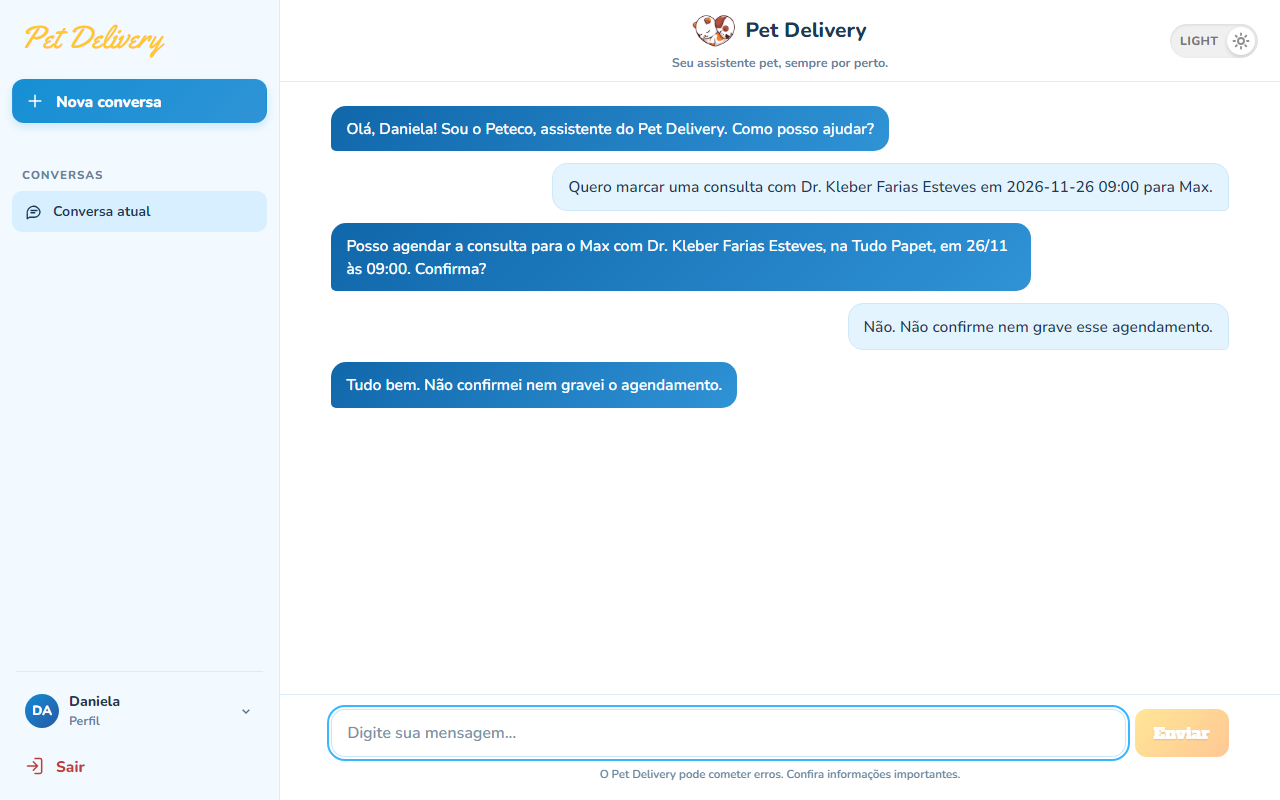 Pet Delivery
Nova conversa
CONVERSAS
Conversa atual
Daniela
DA
Perfil
Sair
Pet Delivery
Seu assistente pet, sempre por perto.
LIGHT
Olá, Daniela! Sou o Peteco, assistente do Pet Delivery. Como posso ajudar?
Quero marcar uma consulta com Dr. Kleber Farias Esteves em 2026-11-26 09:00 para Max.
Posso agendar a consulta para o Max com Dr. Kleber Farias Esteves, na Tudo Papet, em 26/11
às 09:00. Confirma?
Não. Não confirme nem grave esse agendamento.
Tudo bem. Não confirmei nem gravei o agendamento.
Digite sua mensagem...
Enviar
O Pet Delivery pode cometer erros. Confira informações importantes.